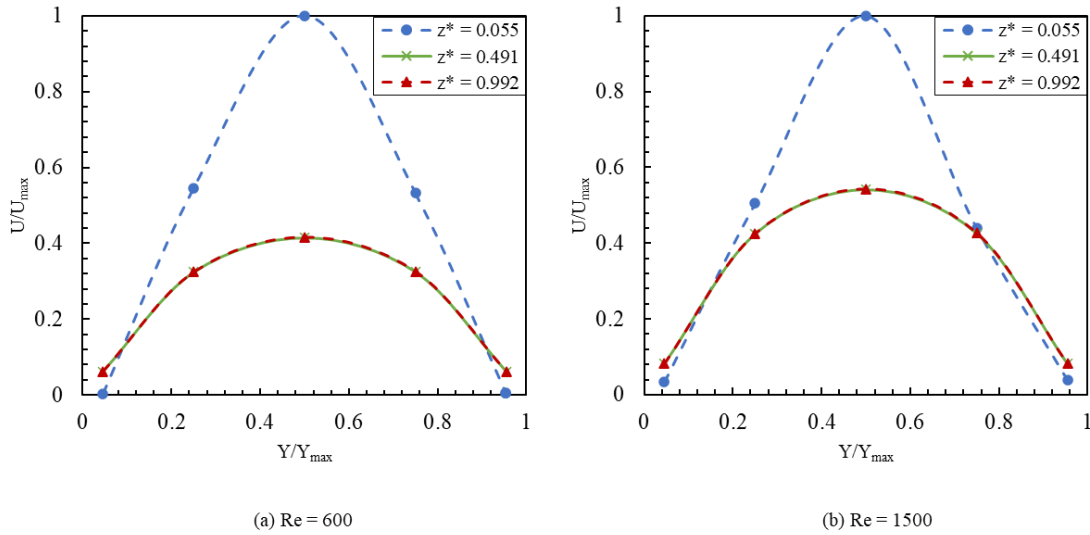 1
0.8
0.6
0.4
0.2
0
U/Umax
z* = 0.055
z* = 0.491
z* = 0.992
0 0.2 0.4 0.6 0.8 1
Y/Ymax
(a) Re = 600
1
0.8
0.6
0.4
0.2
0
U/Umax
z* = 0.055
z* = 0.491
z* = 0.992
0 0.2 0.4 0.6 0.8 1
Y/Ymax
(b) Re = 1500